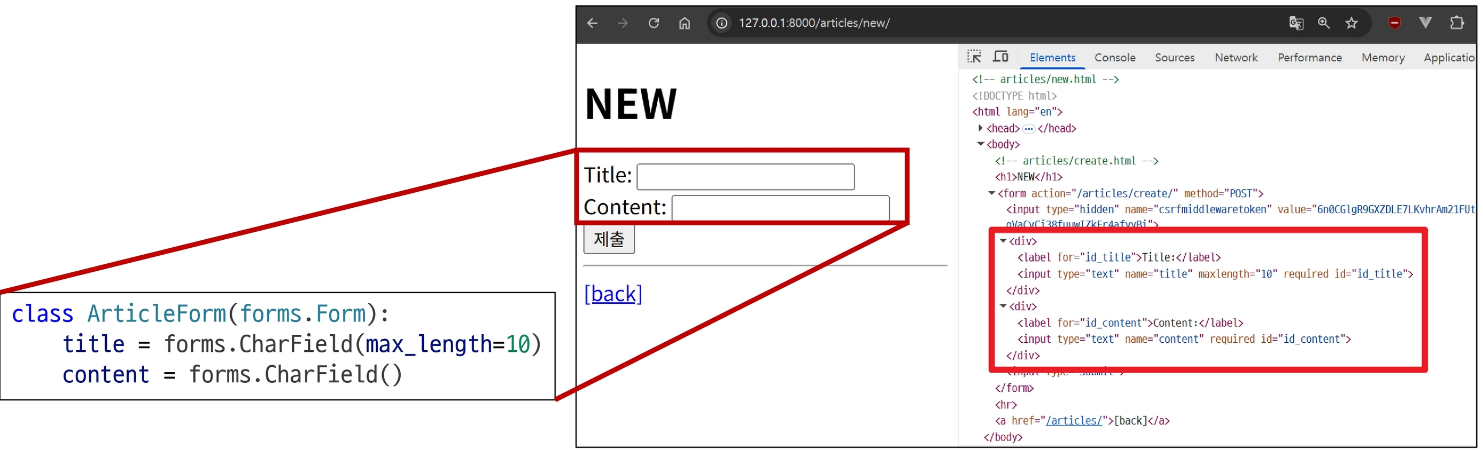 127.0.0.1:8000/articles/new/
NEW
Title:
Content:
제출
[back]
class ArticleForm(forms.Form):
title = forms.CharField(max_length=10)
content = forms.CharField()
Elements Console Sources Network Performance Memory Applicatio
<!-- articles/new.html -->
<!DOCTYPE html>
<html lang="en">
<head> ⋯ </head>
<body>
<!-- articles/create.html -->
<h1>NEW</h1>
<form action="/articles/create/" method="POST">
<input type="hidden" name="csrfmiddlewaretoken"
<div>
<label for="id_title">Title:</label>
<input type="text" name="title" maxlength="10" required id="id_title">
</div>
<div>
<label for="id_content">Content:</label>
<input type="text" name="content" required id="id_content">
</div>
</form>
<hr>
<a href="/articles/">[back]</a>
</body>